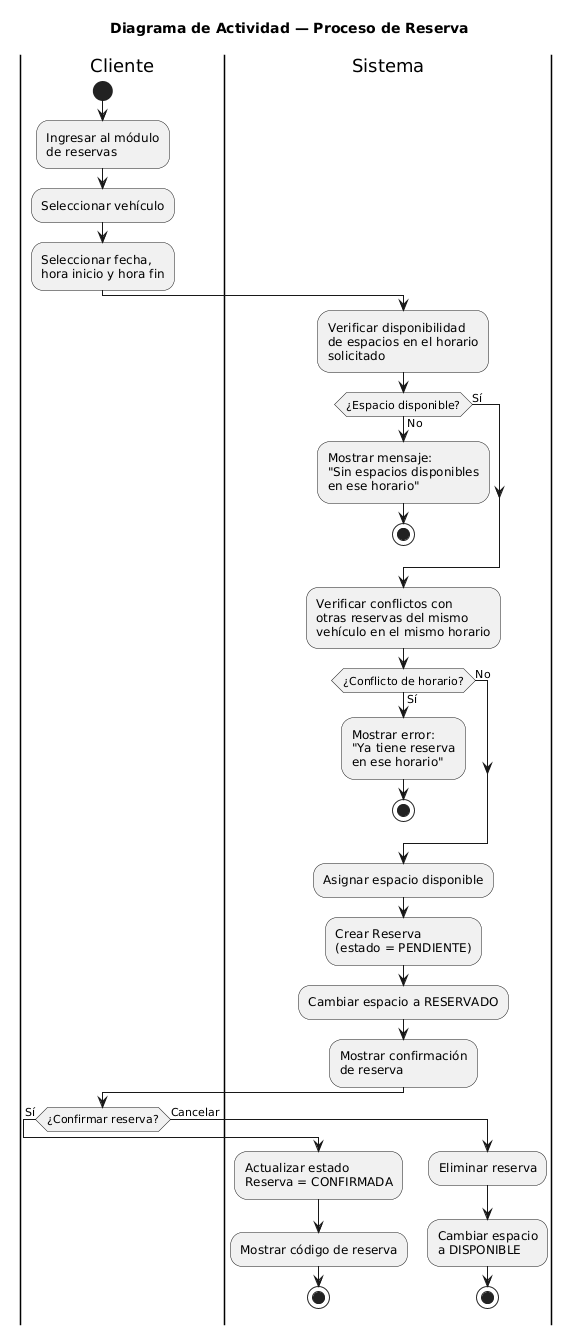 Diagrama de Actividad — Proceso de Reserva
Cliente
Sistema
Ingresar al módulo
de reservas
Seleccionar vehículo
Seleccionar fecha,
hora inicio y hora fin
Verificar disponibilidad
de espacios en el horario
solicitado
¿Espacio disponible?
Sí
No
Mostrar mensaje:
"Sin espacios disponibles
en ese horario"
Verificar conflictos con
otras reservas del mismo
vehículo en el mismo horario
¿Conflicto de horario?
No
Sí
Mostrar error:
"Ya tiene reserva
en ese horario"
Asignar espacio disponible
Crear Reserva
(estado = PENDIENTE)
Cambiar espacio a RESERVADO
Mostrar confirmación
de reserva
Sí
¿Confirmar reserva?
Cancelar
Actualizar estado
Reserva = CONFIRMADA
Mostrar código de reserva
Eliminar reserva
Cambiar espacio
a DISPONIBLE